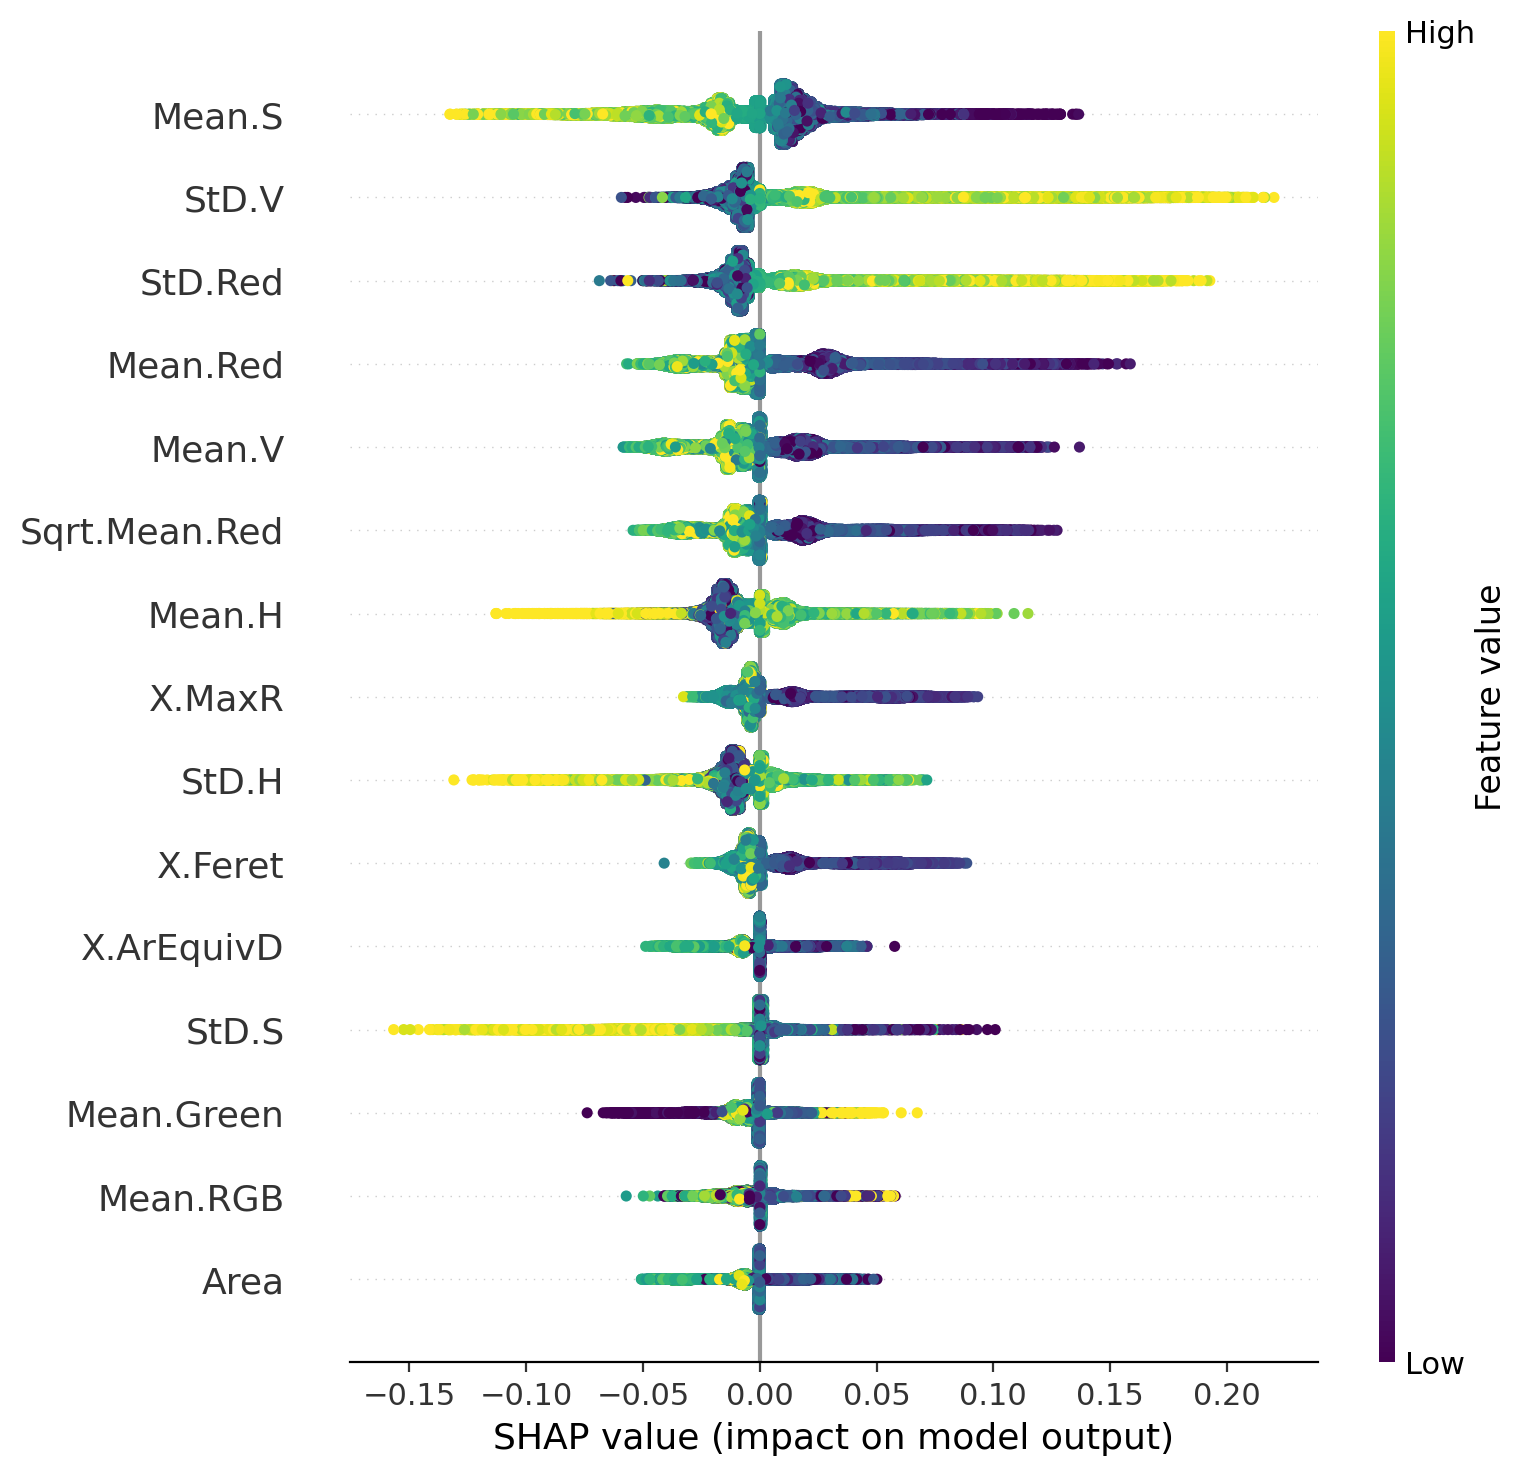 High
Mean.S
StD.V
StD.Red
Mean.Red
Mean.V
Sqrt.Mean.Red
Mean.H
X.MaxR
StD.H
X.Feret
X.ArEquivD
StD.S
Mean.Green
Mean.RGB
Area
Feature value
Low
−0.15 −0.10 −0.05 0.00 0.05 0.10 0.15 0.20
SHAP value (impact on model output)